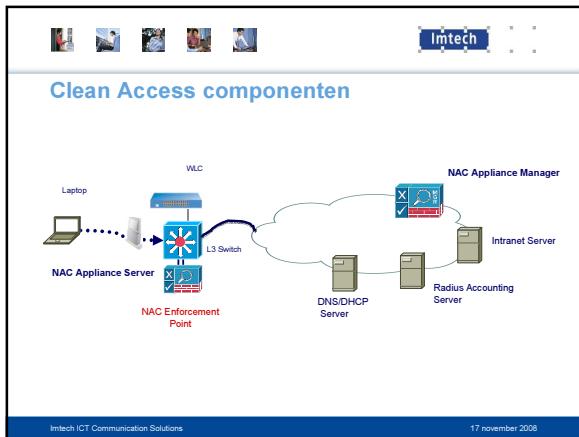 Imtech
Clean Access componenten
WLC
NAC Appliance Manager
Laptop
L3 Switch
Intranet Server
NAC Appliance Server
NAC Enforcement
Point
DNS/DHCP
Server
Radius Accounting
Server
Imtech ICT Communication Solutions
17 november 2008